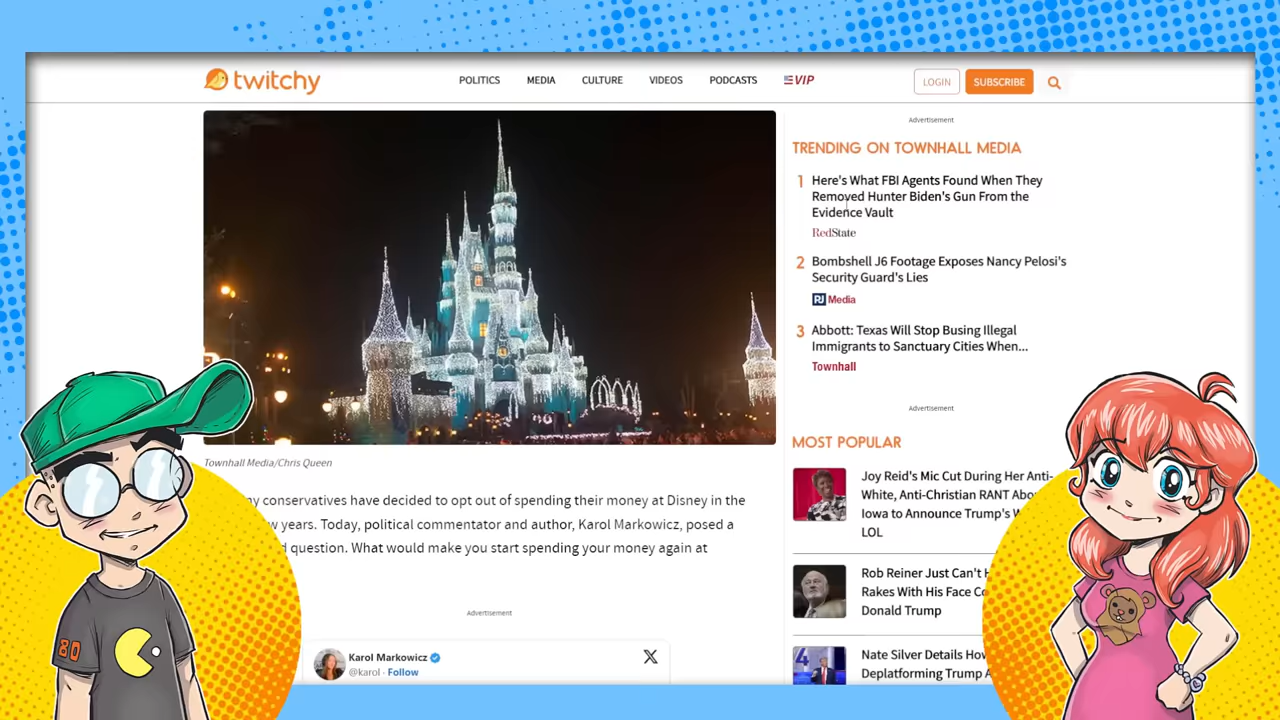 twitchy
POLITICS
MEDIA
CULTURE
VIDEOS
PODCASTS
VIP
LOGIN
SUBSCRIBE
Townhall Media/Chris Queen
ny conservatives have decided to opt out of spending their money at Disney in the
w years. Today, political commentator and author, Karol Markowicz, posed a
d question. What would make you start spending your money again at
Advertisement
Karol Markowicz
@karol · Follow
X
Advertisement
TRENDING ON TOWNHALL MEDIA
1
Here's What FBI Agents Found When They
Removed Hunter Biden's Gun From the
Evidence Vault
RedState
2
Bombshell J6 Footage Exposes Nancy Pelosi's
Security Guard's Lies
PJ Media
3
Abbott: Texas Will Stop Busing Illegal
Immigrants to Sanctuary Cities When...
Townhall
Advertisement
MOST POPULAR
Joy Reid's Mic Cut During Her Anti-
White, Anti-Christian RANT Abo
Iowa to Announce Trump's W
LOL
Rob Reiner Just Can't H
Rakes With His Face Co
Donald Trump
4
Nate Silver Details How
Deplatforming Trump A
80